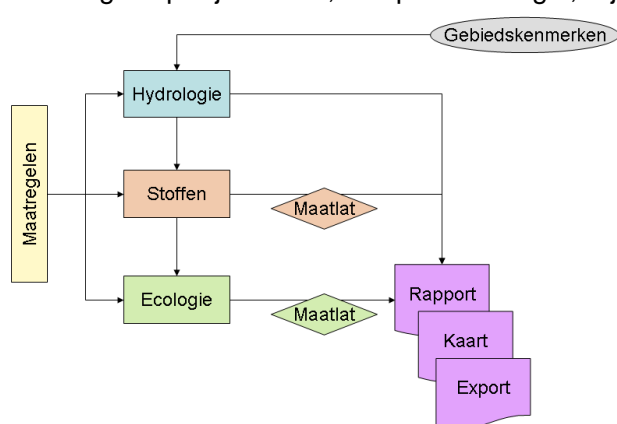 Gebiedskenmerken
Hydrologie
Maatregelen
Stoffen
Maatlat
Ecologie
Maatlat
Rapport
Kaart
Export